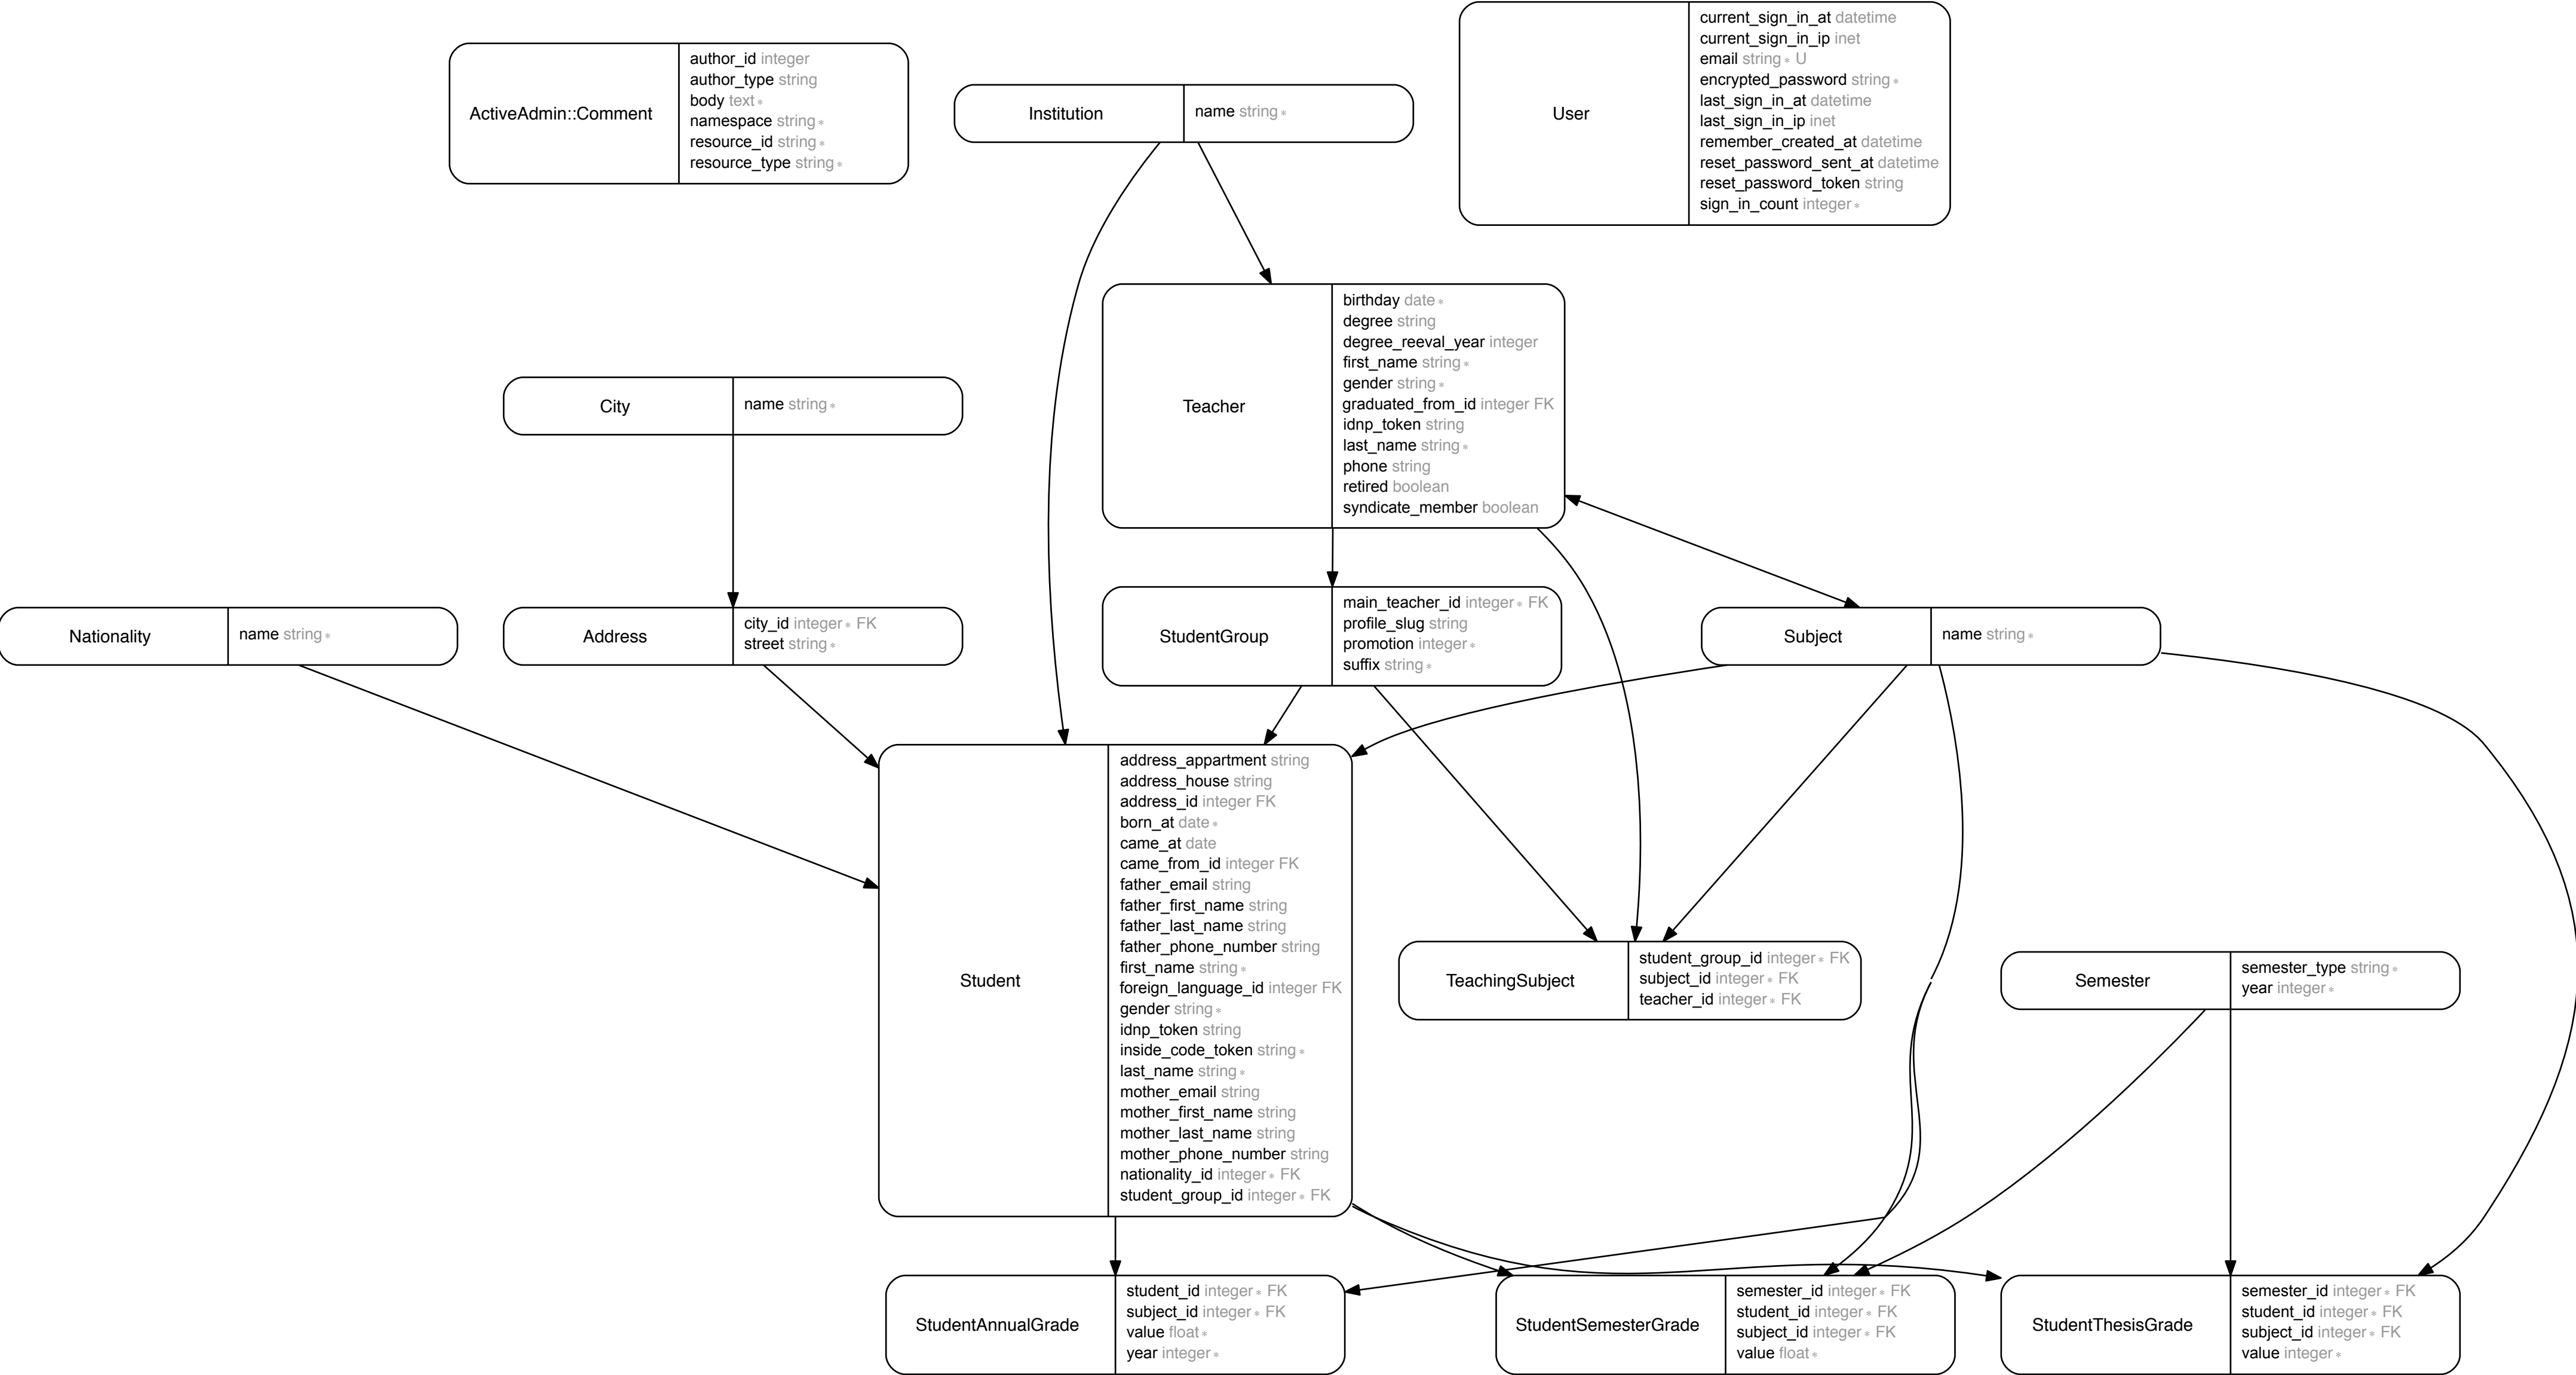 ActiveAdmin::Comment
author_id integer
author_type string
body text *
namespace string *
resource_id string *
resource_type string *
Institution
name string *
User
current_sign_in_at datetime
current_sign_in_ip inet
email string * U
encrypted_password string *
last_sign_in_at datetime
last_sign_in_ip inet
remember_created_at datetime
reset_password_sent_at datetime
reset_password_token string
sign_in_count integer *
Teacher
birthday date *
degree string
degree_reeval_year integer
first_name string *
gender string *
graduated_from_id integer FK
idnp_token string
last_name string *
phone string
retired boolean
syndicate_member boolean
City
name string *
Nationality
name string *
Address
city_id integer * FK
street string *
StudentGroup
main_teacher_id integer * FK
profile_slug string
promotion integer *
suffix string *
Subject
name string *
Student
address_appartment string
address_house string
address_id integer FK
born_at date *
came_at date
came_from_id integer FK
father_email string
father_first_name string
father_last_name string
father_phone_number string
first_name string *
foreign_language_id integer FK
gender string *
idnp_token string
inside_code_token string *
last_name string *
mother_email string
mother_first_name string
mother_last_name string
mother_phone_number string
nationality_id integer * FK
student_group_id integer * FK
TeachingSubject
student_group_id integer * FK
subject_id integer * FK
teacher_id integer * FK
Semester
semester_type string *
year integer *
StudentAnnualGrade
student_id integer * FK
subject_id integer * FK
value float *
year integer *
StudentSemesterGrade
semester_id integer * FK
student_id integer * FK
subject_id integer * FK
value float *
StudentThesisGrade
semester_id integer * FK
student_id integer * FK
subject_id integer * FK
value integer *